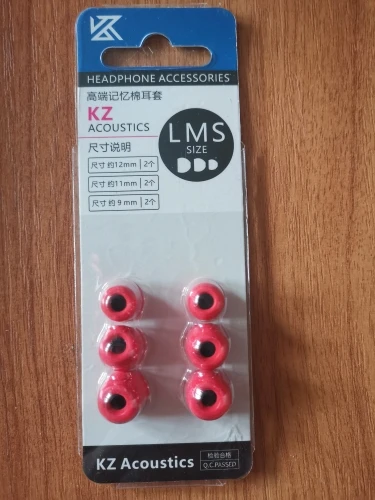 KZ
HEADPHONE ACCESSORIES
高端记忆棉耳套
KZ
ACOUSTICS
LMS
SIZE
尺寸说明
尺寸 约12mm 2个
尺寸 约11mm 2个
尺寸 约 9 mm 2个
KZ Acoustics
检验合格
Q.C.PASSED